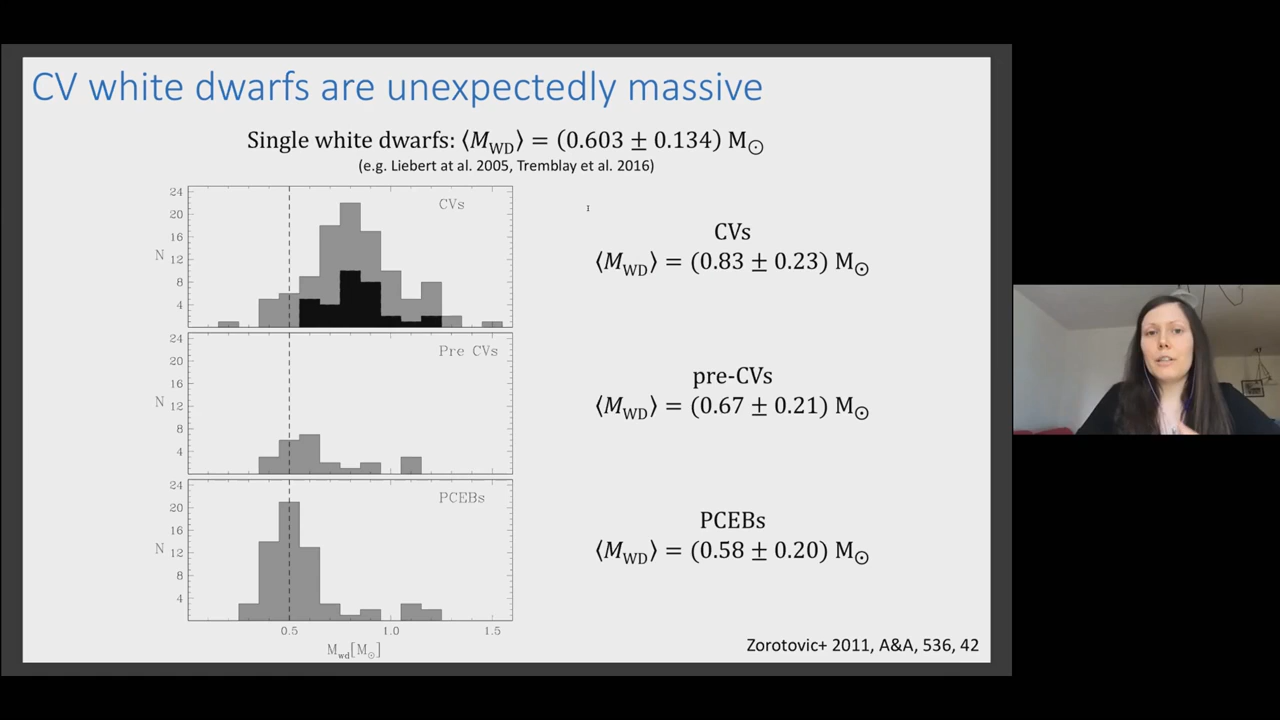 CV white dwarfs are unexpectedly massive
Single white dwarfs: ⟨M_WD⟩ = (0.603 ± 0.134) M_⊙
(e.g. Liebert at al. 2005, Tremblay et al. 2016)
24
20
16
N 12
8
4
CVs
24
20
16
N 12
8
4
Pre CVs
24
20
16
N 12
8
4
PCEBs
0.5 1.0 1.5
M_wd[M_⊙]
CVs
⟨M_WD⟩ = (0.83 ± 0.23) M_⊙
pre-CVs
⟨M_WD⟩ = (0.67 ± 0.21) M_⊙
PCEBs
⟨M_WD⟩ = (0.58 ± 0.20) M_⊙
Zorotovic+ 2011, A&A, 536, 42